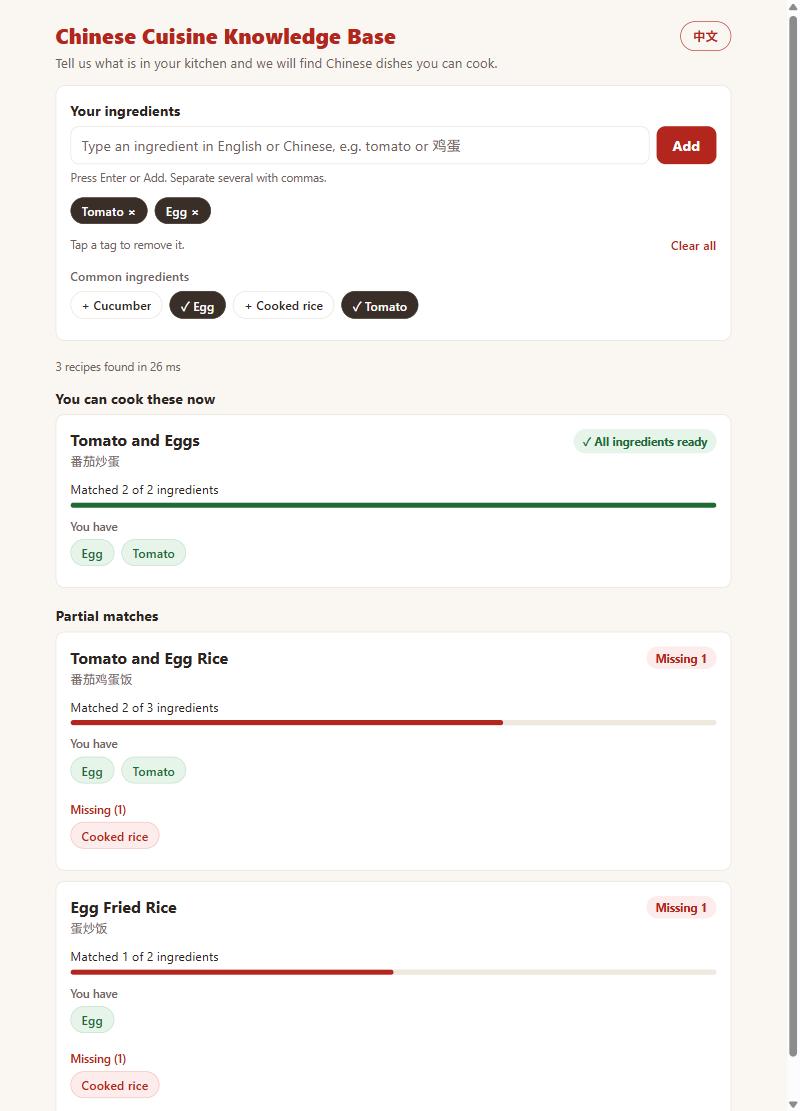 Chinese Cuisine Knowledge Base
中文
Tell us what is in your kitchen and we will find Chinese dishes you can cook.
Your ingredients
Type an ingredient in English or Chinese, e.g. tomato or 鸡蛋
Add
Press Enter or Add. Separate several with commas.
Tomato × Egg ×
Tap a tag to remove it.
Clear all
Common ingredients
+ Cucumber ✓ Egg + Cooked rice ✓ Tomato
3 recipes found in 26 ms
You can cook these now
Tomato and Eggs
✓ All ingredients ready
番茄炒蛋
Matched 2 of 2 ingredients
You have
Egg Tomato
Partial matches
Tomato and Egg Rice
Missing 1
番茄鸡蛋饭
Matched 2 of 3 ingredients
You have
Egg Tomato
Missing (1)
Cooked rice
Egg Fried Rice
Missing 1
蛋炒饭
Matched 1 of 2 ingredients
You have
Egg
Missing (1)
Cooked rice